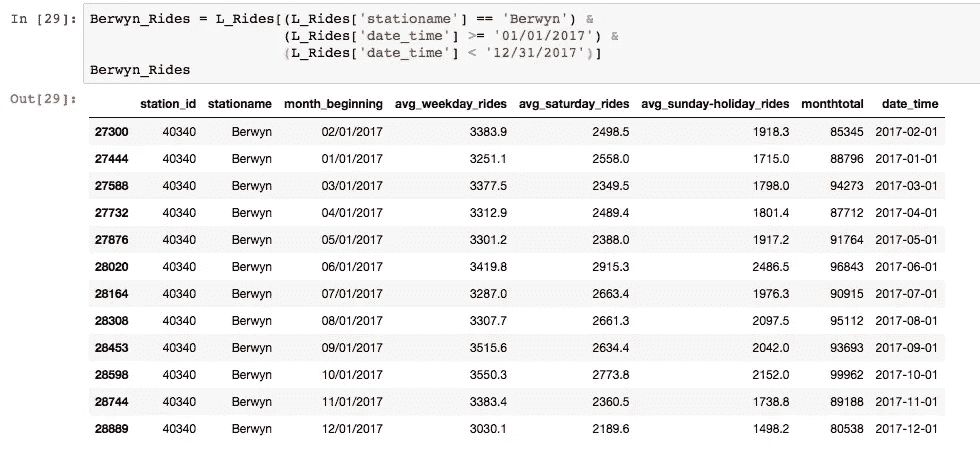 In [29]: Berwyn_Rides = L_Rides[(L_Rides['stationame'] == 'Berwyn') &
(L_Rides['date_time'] >= '01/01/2017') &
(L_Rides['date_time'] < '12/31/2017')]
Berwyn_Rides
Out[29]:
station_id stationame month_beginning avg_weekday_rides avg_saturday_rides avg_sunday-holiday_rides monthtotal date_time
27300 40340 Berwyn 02/01/2017 3383.9 2498.5 1918.3 85345 2017-02-01
27444 40340 Berwyn 01/01/2017 3251.1 2558.0 1715.0 88796 2017-01-01
27588 40340 Berwyn 03/01/2017 3377.5 2349.5 1798.0 94273 2017-03-01
27732 40340 Berwyn 04/01/2017 3312.9 2489.4 1801.4 87712 2017-04-01
27876 40340 Berwyn 05/01/2017 3301.2 2388.0 1917.2 91764 2017-05-01
28020 40340 Berwyn 06/01/2017 3419.8 2915.3 2486.5 96843 2017-06-01
28164 40340 Berwyn 07/01/2017 3287.0 2663.4 1976.3 90915 2017-07-01
28308 40340 Berwyn 08/01/2017 3307.7 2661.3 2097.5 95112 2017-08-01
28453 40340 Berwyn 09/01/2017 3515.6 2634.4 2042.0 93693 2017-09-01
28598 40340 Berwyn 10/01/2017 3550.3 2773.8 2152.0 99962 2017-10-01
28744 40340 Berwyn 11/01/2017 3383.4 2360.5 1738.8 89188 2017-11-01
28889 40340 Berwyn 12/01/2017 3030.1 2189.6 1498.2 80538 2017-12-01